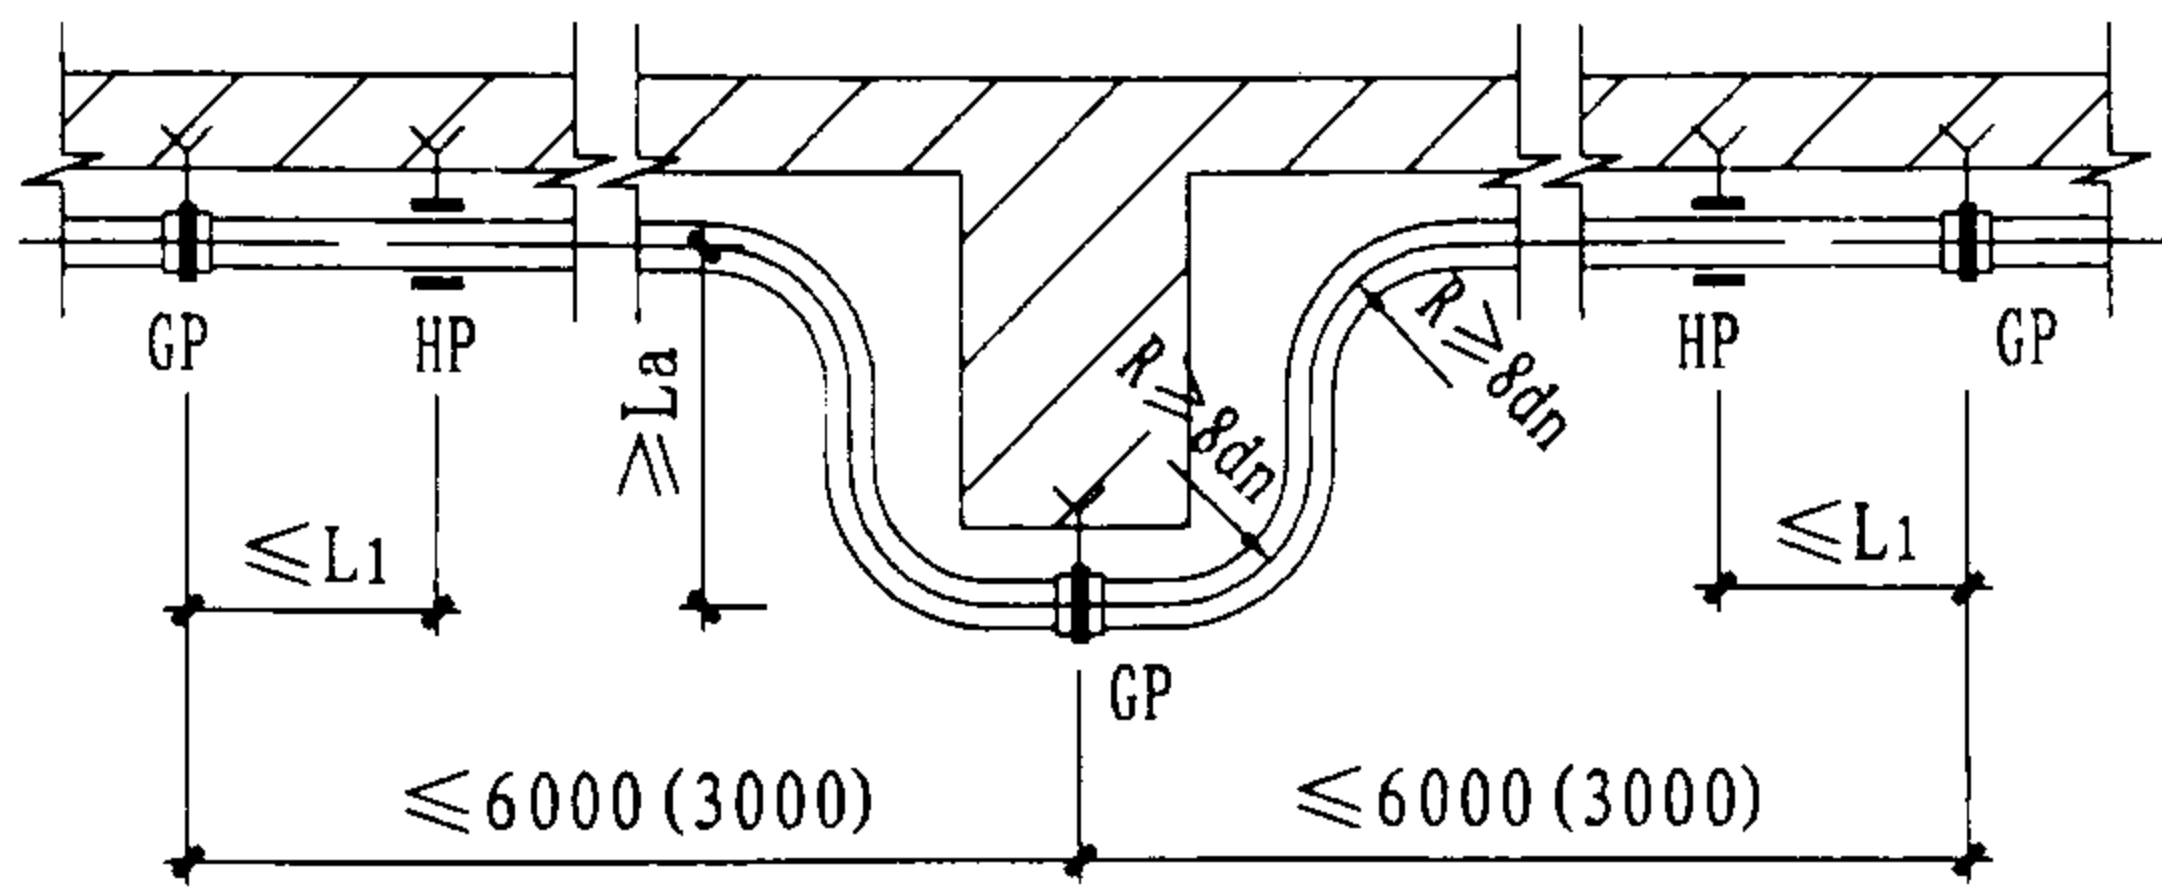 GP
HP
≥La
R≥8dn
R≥8dn
HP
GP
≤L1
≤L1
GP
≤6000(3000)
≤6000(3000)